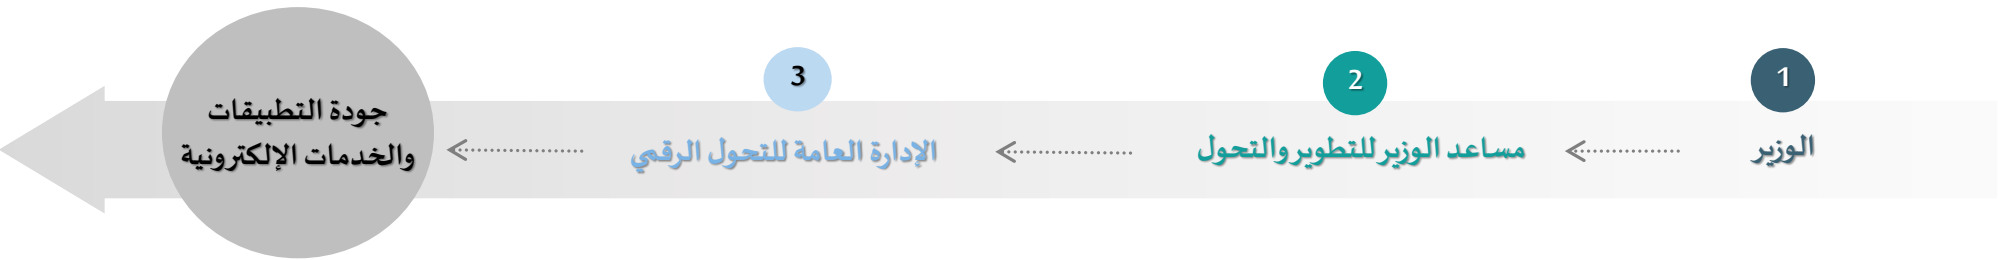 1
الوزير
2
مساعد الوزير للتطوير والتحول
3
الإدارة العامة للتحول الرقمي
جودة التطبيقات
والخدمات الإلكترونية